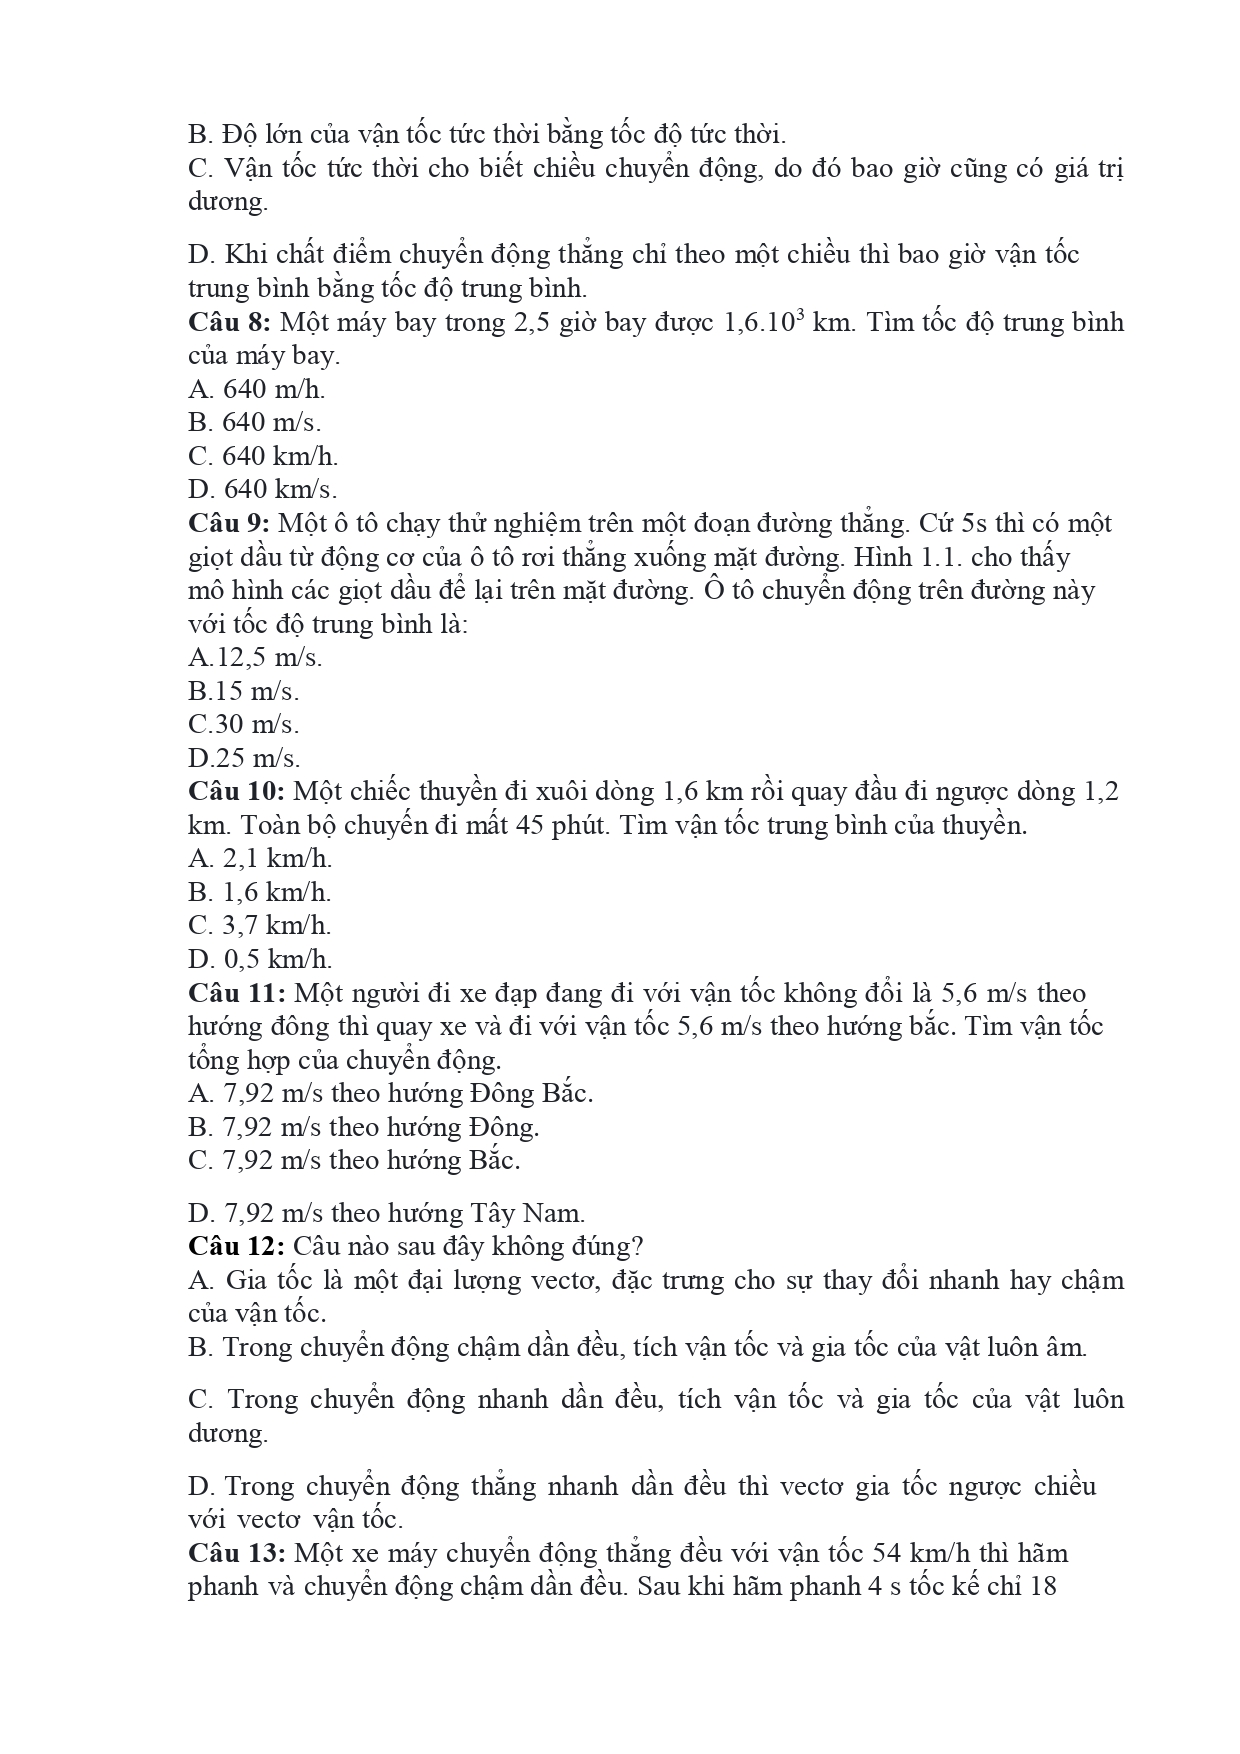 B. Độ lớn của vận tốc tức thời bằng tốc độ tức thời.
C. Vận tốc tức thời cho biết chiều chuyển động, do đó bao giờ cũng có giá trị
dương.
D. Khi chất điểm chuyển động thẳng chỉ theo một chiều thì bao giờ vận tốc
trung bình bằng tốc độ trung bình.
Câu 8: Một máy bay trong 2,5 giờ bay được 1,6.10³ km. Tìm tốc độ trung bình
của máy bay.
A. 640 m/h.
B. 640 m/s.
C. 640 km/h.
D. 640 km/s.
Câu 9: Một ô tô chạy thử nghiệm trên một đoạn đường thẳng. Cứ 5s thì có một
giọt dầu từ động cơ của ô tô rơi thẳng xuống mặt đường. Hình 1.1. cho thấy
mô hình các giọt dầu để lại trên mặt đường. Ô tô chuyển động trên đường này
với tốc độ trung bình là:
A.12,5 m/s.
B.15 m/s.
C.30 m/s.
D.25 m/s.
Câu 10: Một chiếc thuyền đi xuôi dòng 1,6 km rồi quay đầu đi ngược dòng 1,2
km. Toàn bộ chuyến đi mất 45 phút. Tìm vận tốc trung bình của thuyền.
A. 2,1 km/h.
B. 1,6 km/h.
C. 3,7 km/h.
D. 0,5 km/h.
Câu 11: Một người đi xe đạp đang đi với vận tốc không đổi là 5,6 m/s theo
hướng đông thì quay xe và đi với vận tốc 5,6 m/s theo hướng bắc. Tìm vận tốc
tổng hợp của chuyển động.
A. 7,92 m/s theo hướng Đông Bắc.
B. 7,92 m/s theo hướng Đông.
C. 7,92 m/s theo hướng Bắc.
D. 7,92 m/s theo hướng Tây Nam.
Câu 12: Câu nào sau đây không đúng?
A. Gia tốc là một đại lượng vectơ, đặc trưng cho sự thay đổi nhanh hay chậm
của vận tốc.
B. Trong chuyển động chậm dần đều, tích vận tốc và gia tốc của vật luôn âm.
C. Trong chuyển động nhanh dần đều, tích vận tốc và gia tốc của vật luôn
dương.
D. Trong chuyển động thẳng nhanh dần đều thì vectơ gia tốc ngược chiều
với vectơ vận tốc.
Câu 13: Một xe máy chuyển động thẳng đều với vận tốc 54 km/h thì hãm
phanh và chuyển động chậm dần đều. Sau khi hãm phanh 4 s tốc kế chỉ 18